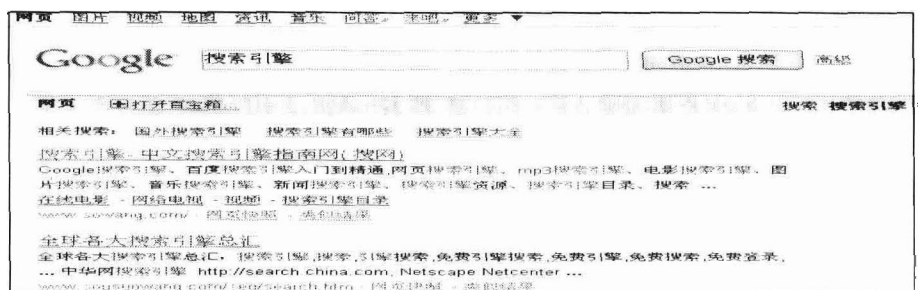 网页 图片 视频 地图 资讯 音乐 问答 来吧 更多 ▼
Google 搜索引擎 Google 搜索 高级
网页 打开百宝箱 搜索 搜索引擎
相关搜索： 国外搜索引擎 搜索引擎有哪些 搜索引擎大全
搜索引擎- 中文搜索引擎指南网(搜网)
Google搜索引擎、百度搜索引擎入门到精通,网页搜索引擎、mp3搜索引擎、电影搜索引擎、图
片搜索引擎、音乐搜索引擎、新闻搜索引擎、搜索引擎资源、搜索引擎目录、搜索 ...
在线电影 - 网络电视 - 视频 - 搜索引擎目录
www.sowang.com/ - 网页快照 - 类似结果
全球各大搜索引擎总汇
全球各大搜索引擎总汇，搜索引擎,搜索,引擎搜索,免费引擎搜索,免费引擎,免费搜索,免费登录,
... 中华网搜索引擎 http://search.china.com, Netscape Netcenter ...
网页快照 - 类似结果